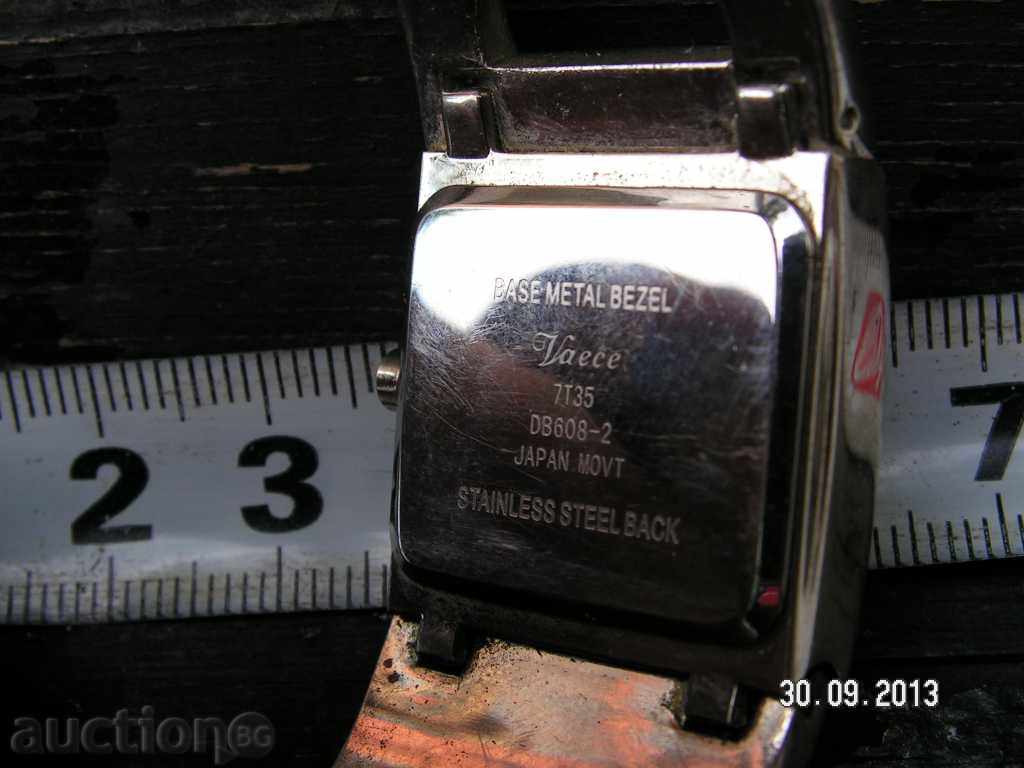 BASE METAL BEZEL
Vaece
7T35
DB608-2
JAPAN MOVT
STAINLESS STEEL BACK
2 3 7
30.09.2013
auction BG